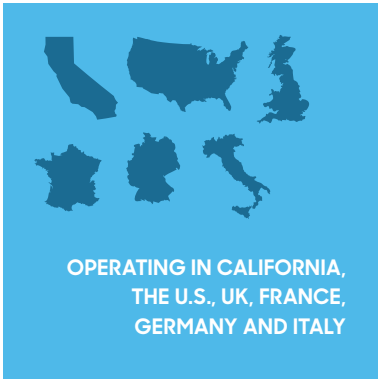 OPERATING IN CALIFORNIA,
THE U.S., UK, FRANCE,
GERMANY AND ITALY